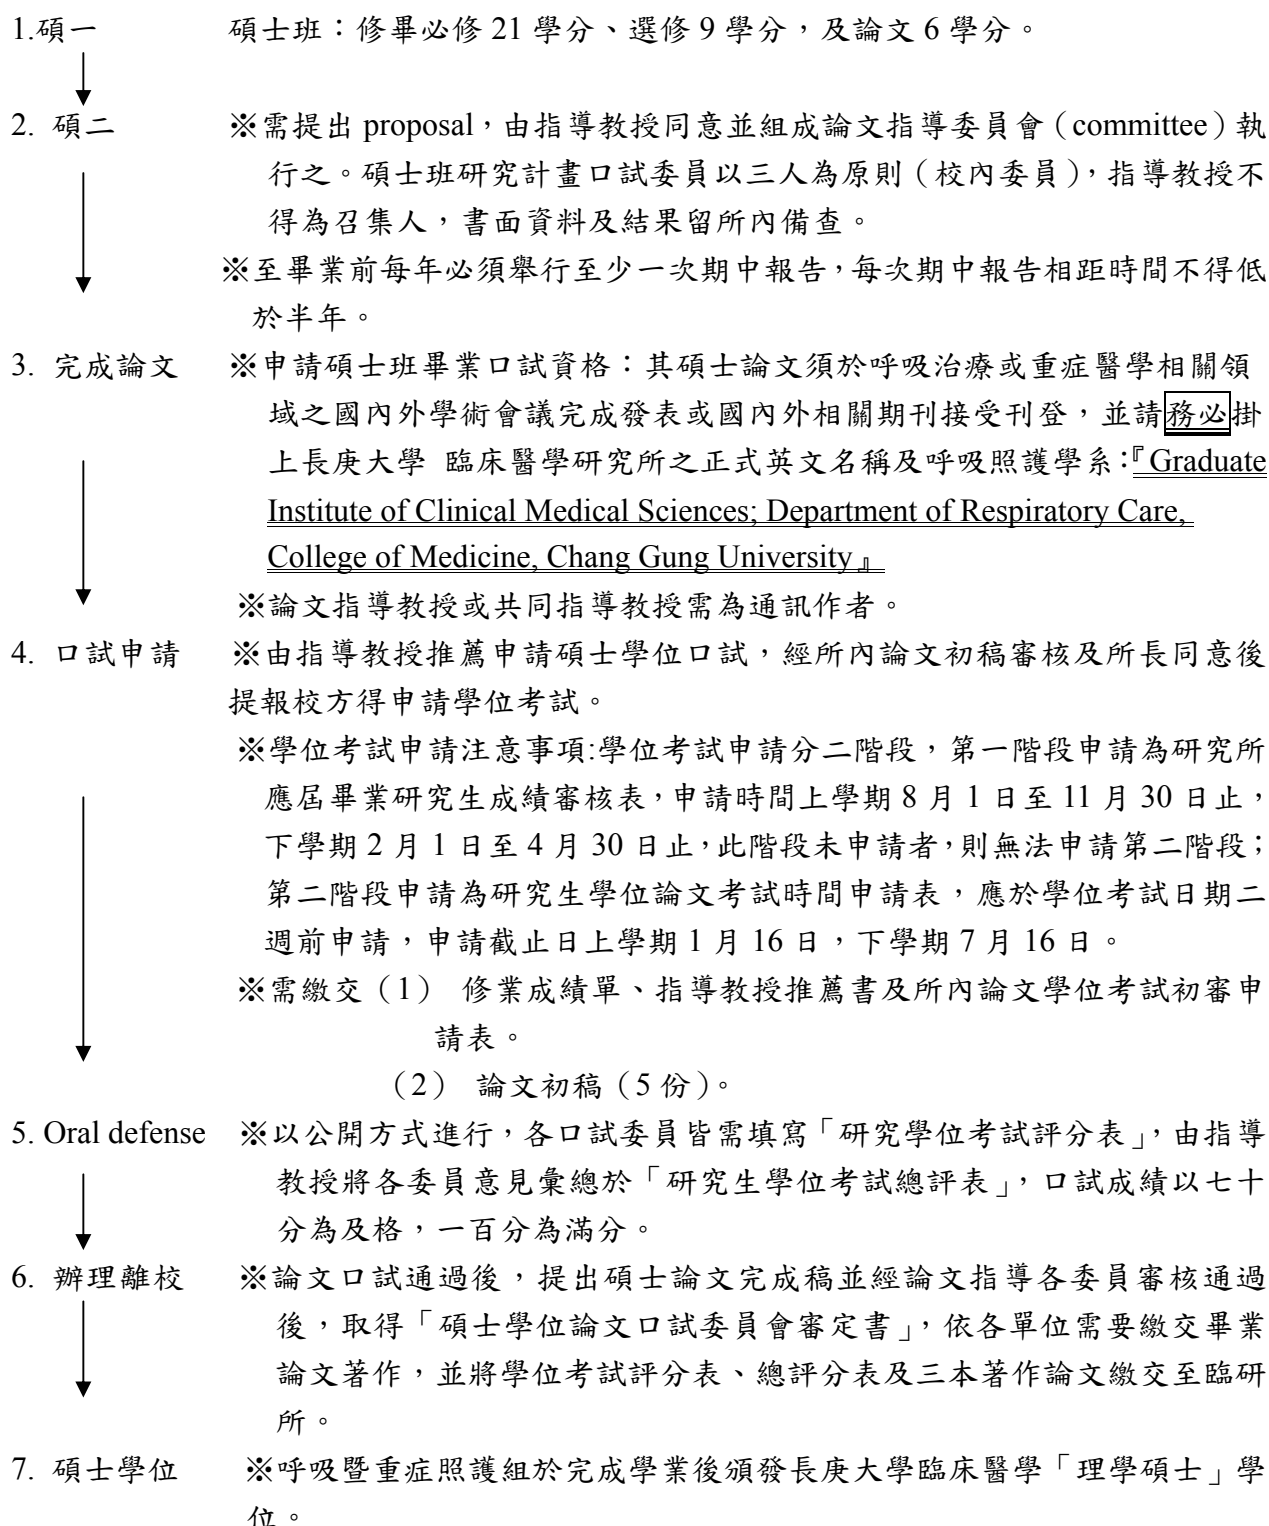 1.碩一 碩士班：修畢必修 21 學分、選修 9 學分，及論文 6 學分。
2. 碩二 ※需提出 proposal，由指導教授同意並組成論文指導委員會（committee）執
行之。碩士班研究計畫口試委員以三人為原則（校內委員），指導教授不
得為召集人，書面資料及結果留所內備查。
※至畢業前每年必須舉行至少一次期中報告，每次期中報告相距時間不得低
於半年。
3. 完成論文 ※申請碩士班畢業口試資格：其碩士論文須於呼吸治療或重症醫學相關領
域之國內外學術會議完成發表或國內外相關期刊接受刊登，並請務必掛
上長庚大學 臨床醫學研究所之正式英文名稱及呼吸照護學系：『Graduate
Institute of Clinical Medical Sciences; Department of Respiratory Care,
College of Medicine, Chang Gung University』
※論文指導教授或共同指導教授需為通訊作者。
4. 口試申請 ※由指導教授推薦申請碩士學位口試，經所內論文初稿審核及所長同意後
提報校方得申請學位考試。
※學位考試申請注意事項:學位考試申請分二階段，第一階段申請為研究所
應屆畢業研究生成績審核表，申請時間上學期 8 月 1 日至 11 月 30 日止，
下學期 2 月 1 日至 4 月 30 日止，此階段未申請者，則無法申請第二階段；
第二階段申請為研究生學位論文考試時間申請表，應於學位考試日期二
週前申請，申請截止日上學期 1 月 16 日，下學期 7 月 16 日。
※需繳交（1） 修業成績單、指導教授推薦書及所內論文學位考試初審申
請表。
（2） 論文初稿（5 份）。
5. Oral defense ※以公開方式進行，各口試委員皆需填寫「研究學位考試評分表」，由指導
教授將各委員意見彙總於「研究生學位考試總評表」，口試成績以七十
分為及格，一百分為滿分。
6. 辦理離校 ※論文口試通過後，提出碩士論文完成稿並經論文指導各委員審核通過
後，取得「碩士學位論文口試委員會審定書」，依各單位需要繳交畢業
論文著作，並將學位考試評分表、總評分表及三本著作論文繳交至臨研
所。
7. 碩士學位 ※呼吸暨重症照護組於完成學業後頒發長庚大學臨床醫學「理學碩士」學
位。